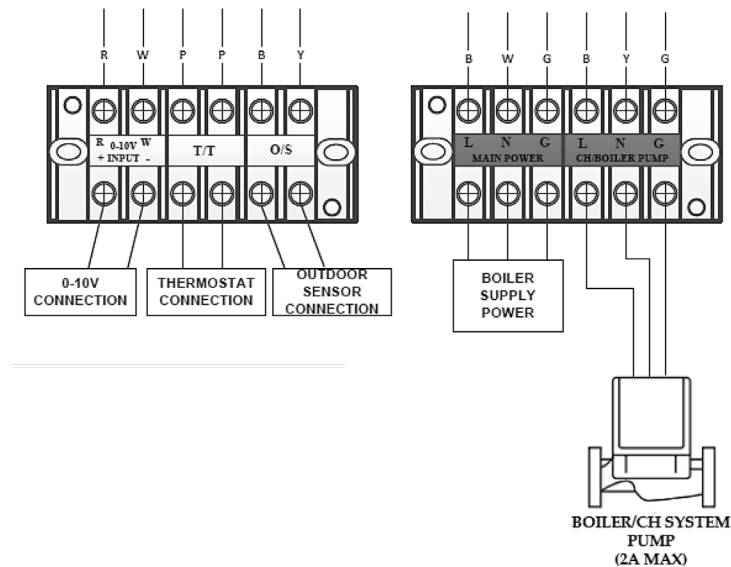 R W P P B Y
B W G B Y G
R 0-10V W
+ INPUT -
T/T
O/S
L N G L N G
MAIN POWER
CH/BOILER PUMP
0-10V
CONNECTION
THERMOSTAT
CONNECTION
OUTDOOR
SENSOR
CONNECTION
BOILER
SUPPLY
POWER
BOILER/CH SYSTEM
PUMP
(2A MAX)